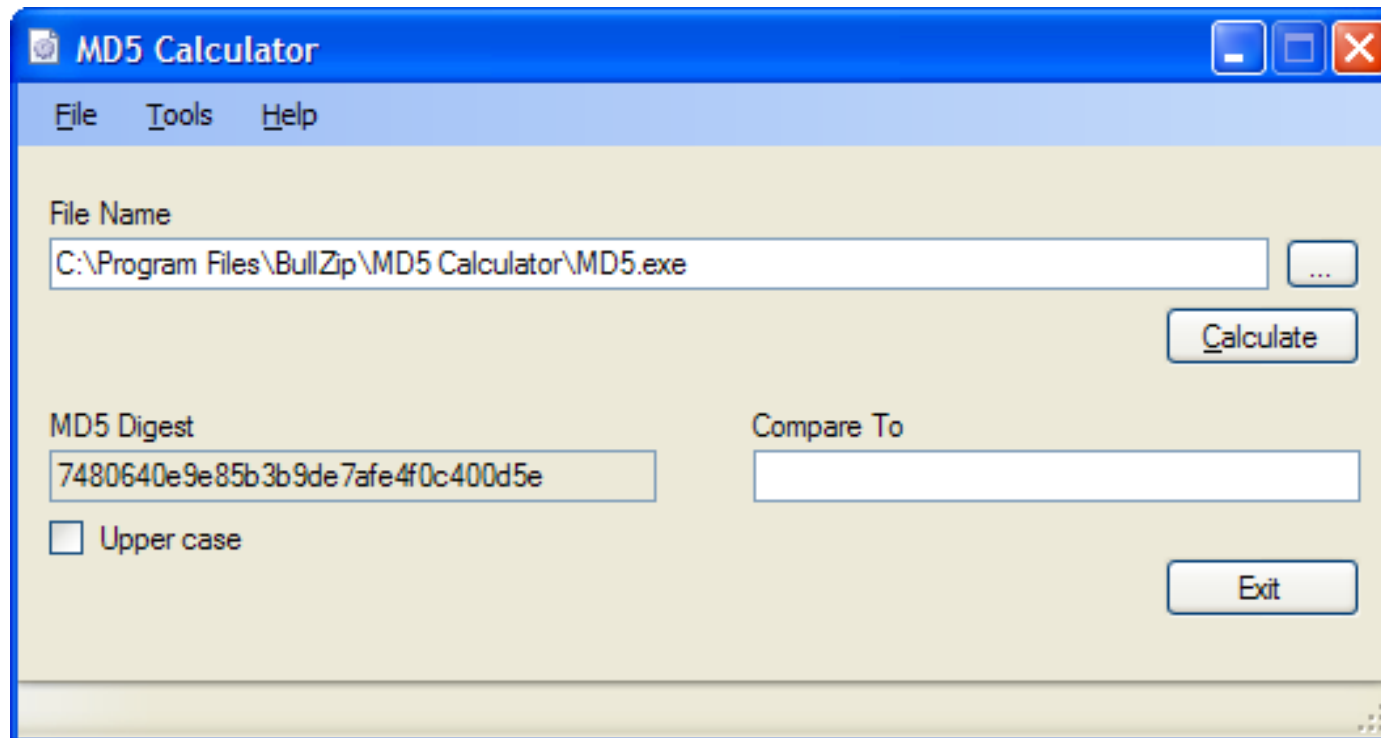 MD5 Calculator
File Tools Help
File Name
C:\Program Files\BullZip\MD5 Calculator\MD5.exe
...
Calculate
MD5 Digest
Compare To
7480640e9e85b3b9de7afe4f0c400d5e
Upper case
Exit